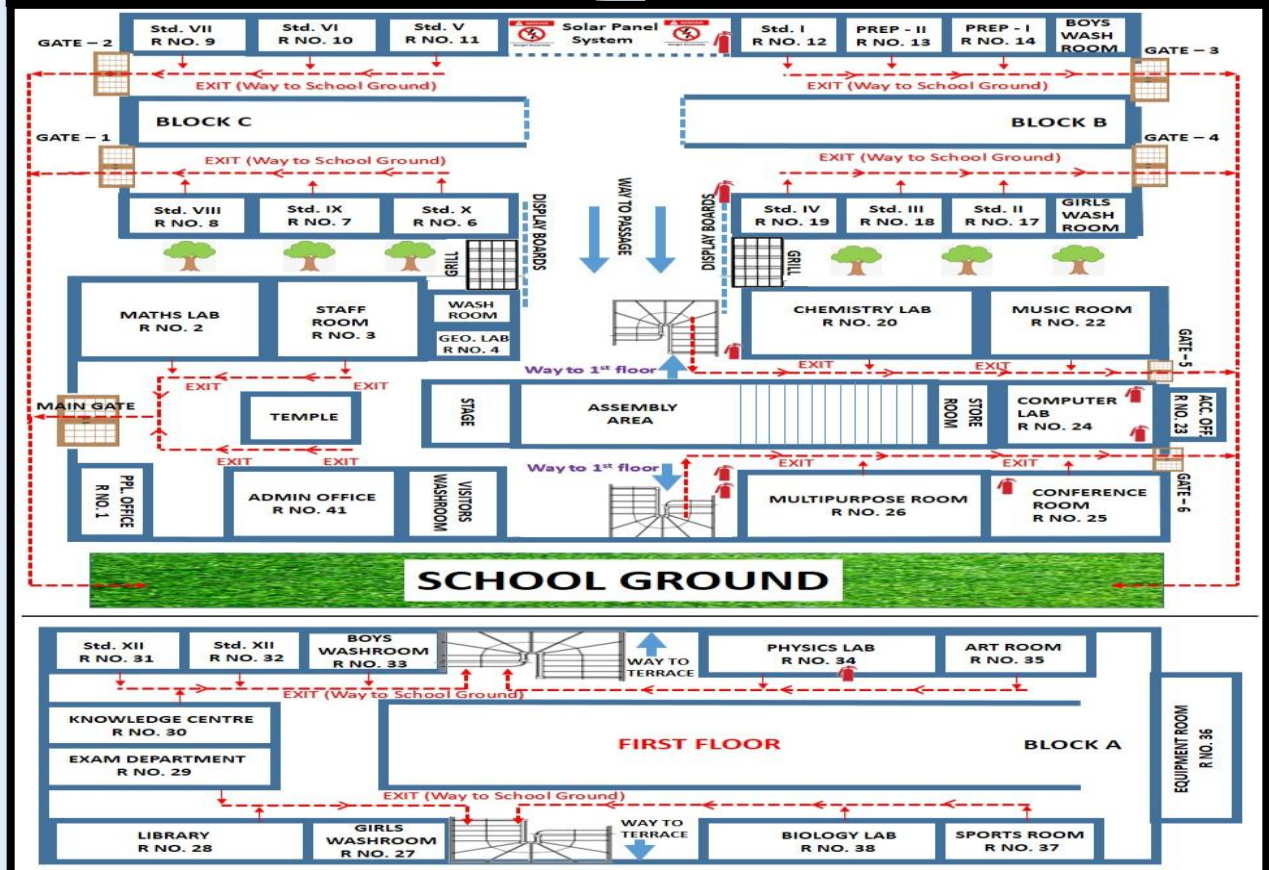 Std. VII
R NO. 9
Std. VI
R NO. 10
Std. V
R NO. 11
Solar Panel
System
Std. I
R NO. 12
PREP - II
R NO. 13
PREP - I
R NO. 14
BOYS
WASH
ROOM
GATE – 2
GATE – 3
EXIT (Way to School Ground)
EXIT (Way to School Ground)
BLOCK C
BLOCK B
GATE – 1
GATE – 4
EXIT (Way to School Ground)
EXIT (Way to School Ground)
Std. VIII
R NO. 8
Std. IX
R NO. 7
Std. X
R NO. 6
DISPLAY BOARDS
WAY TO PASSAGE
DISPLAY BOARDS
Std. IV
R NO. 19
Std. III
R NO. 18
Std. II
R NO. 17
GIRLS
WASH
ROOM
GRILL
GRILL
MATHS LAB
R NO. 2
STAFF
ROOM
R NO. 3
WASH
ROOM
GEO. LAB
R NO. 4
CHEMISTRY LAB
R NO. 20
MUSIC ROOM
R NO. 22
GATE – 5
EXIT
EXIT
Way to 1st floor
EXIT
EXIT
MAIN GATE
TEMPLE
STAGE
ASSEMBLY
AREA
STORE
ROOM
COMPUTER
LAB
R NO. 24
ACC. OFF.
R NO. 23
EXIT
EXIT
Way to 1st floor
EXIT
EXIT
GATE – 6
PPL. OFFICE
R NO. 1
ADMIN OFFICE
R NO. 41
VISITORS
WASHROOM
MULTIPURPOSE ROOM
R NO. 26
CONFERENCE
ROOM
R NO. 25
SCHOOL GROUND
Std. XII
R NO. 31
Std. XII
R NO. 32
BOYS
WASHROOM
R NO. 33
WAY TO
TERRACE
PHYSICS LAB
R NO. 34
ART ROOM
R NO. 35
EXIT (Way to School Ground)
KNOWLEDGE CENTRE
R NO. 30
EXAM DEPARTMENT
R NO. 29
FIRST FLOOR
BLOCK A
EQUIPMENT ROOM
R NO. 36
EXIT (Way to School Ground)
LIBRARY
R NO. 28
GIRLS
WASHROOM
R NO. 27
WAY TO
TERRACE
BIOLOGY LAB
R NO. 38
SPORTS ROOM
R NO. 37